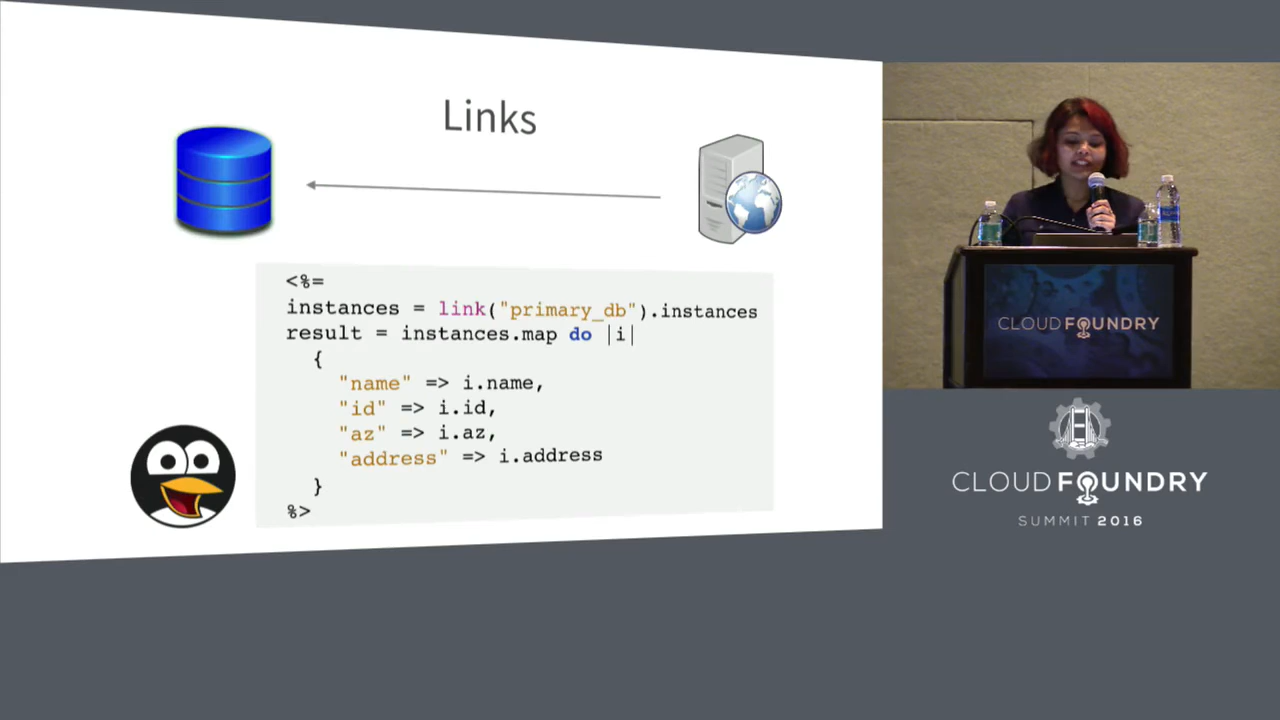 Links
<%=
instances = link("primary_db").instances
result = instances.map do |i|
{
"name" => i.name,
"id" => i.id,
"az" => i.az,
"address" => i.address
}
%>
CLOUD FOUNDRY
CLOUD FOUNDRY
SUMMIT 2016